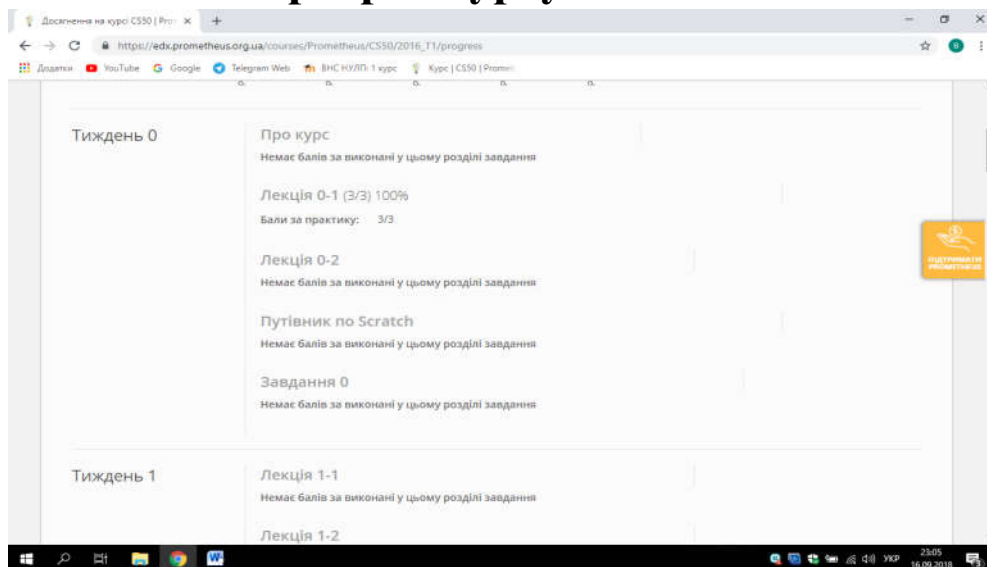 Досягнення на курсі CS50 | Pro
https://edx.prometheus.org.ua/courses/Prometheus/CS50/2016_T1/progress
Додатки YouTube Google Telegram Web ВНС НУЛП: 1 курс Курс | CS50 | Prome
Тиждень 0
Про курс
Немає балів за виконані у цьому розділі завдання
Лекція 0-1 (3/3) 100%
Бали за практику: 3/3
Лекція 0-2
Немає балів за виконані у цьому розділі завдання
Путівник по Scratch
Немає балів за виконані у цьому розділі завдання
Завдання 0
Немає балів за виконані у цьому розділі завдання
ПІДТРИМАТИ
PROMETHEUS
Тиждень 1
Лекція 1-1
Немає балів за виконані у цьому розділі завдання
Лекція 1-2
УКР
23:05
16.09.2018